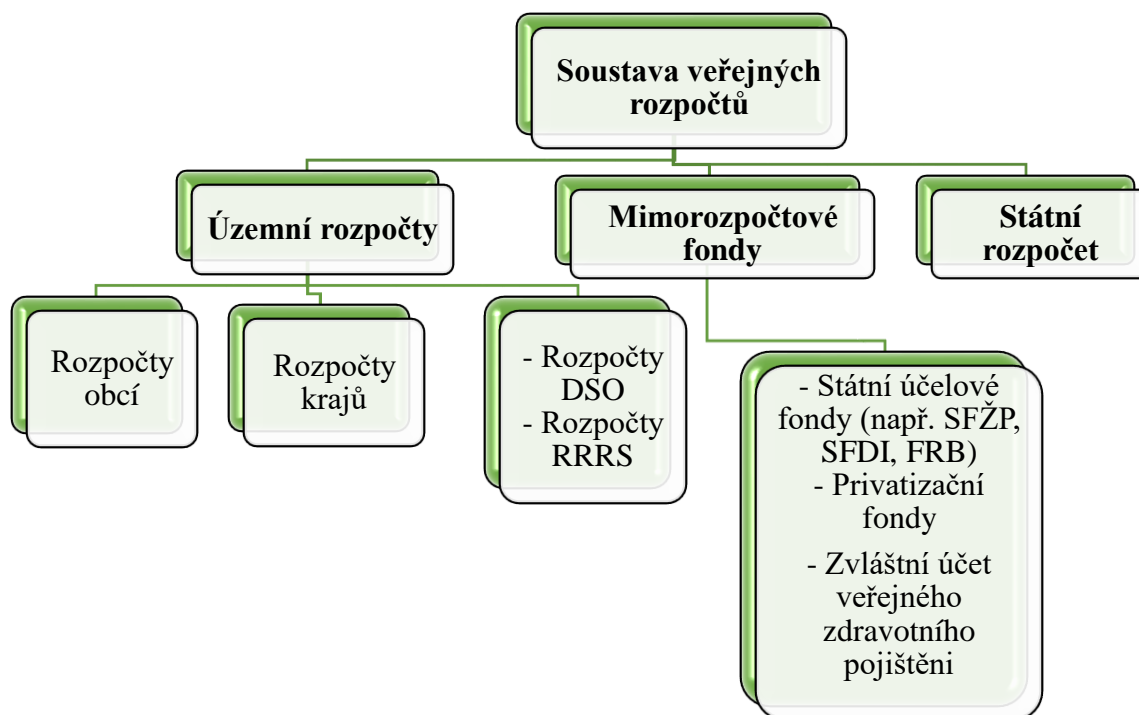 Soustava veřejných
rozpočtů
Územní rozpočty
Mimorozpočtové
fondy
Státní
rozpočet
Rozpočty
obcí
Rozpočty
krajů
- Rozpočty
DSO
- Rozpočty
RRRS
- Státní účelové
fondy (např. SFŽP,
SFDI, FRB)
- Privatizační
fondy
- Zvláštní účet
veřejného
zdravotního
pojištěni